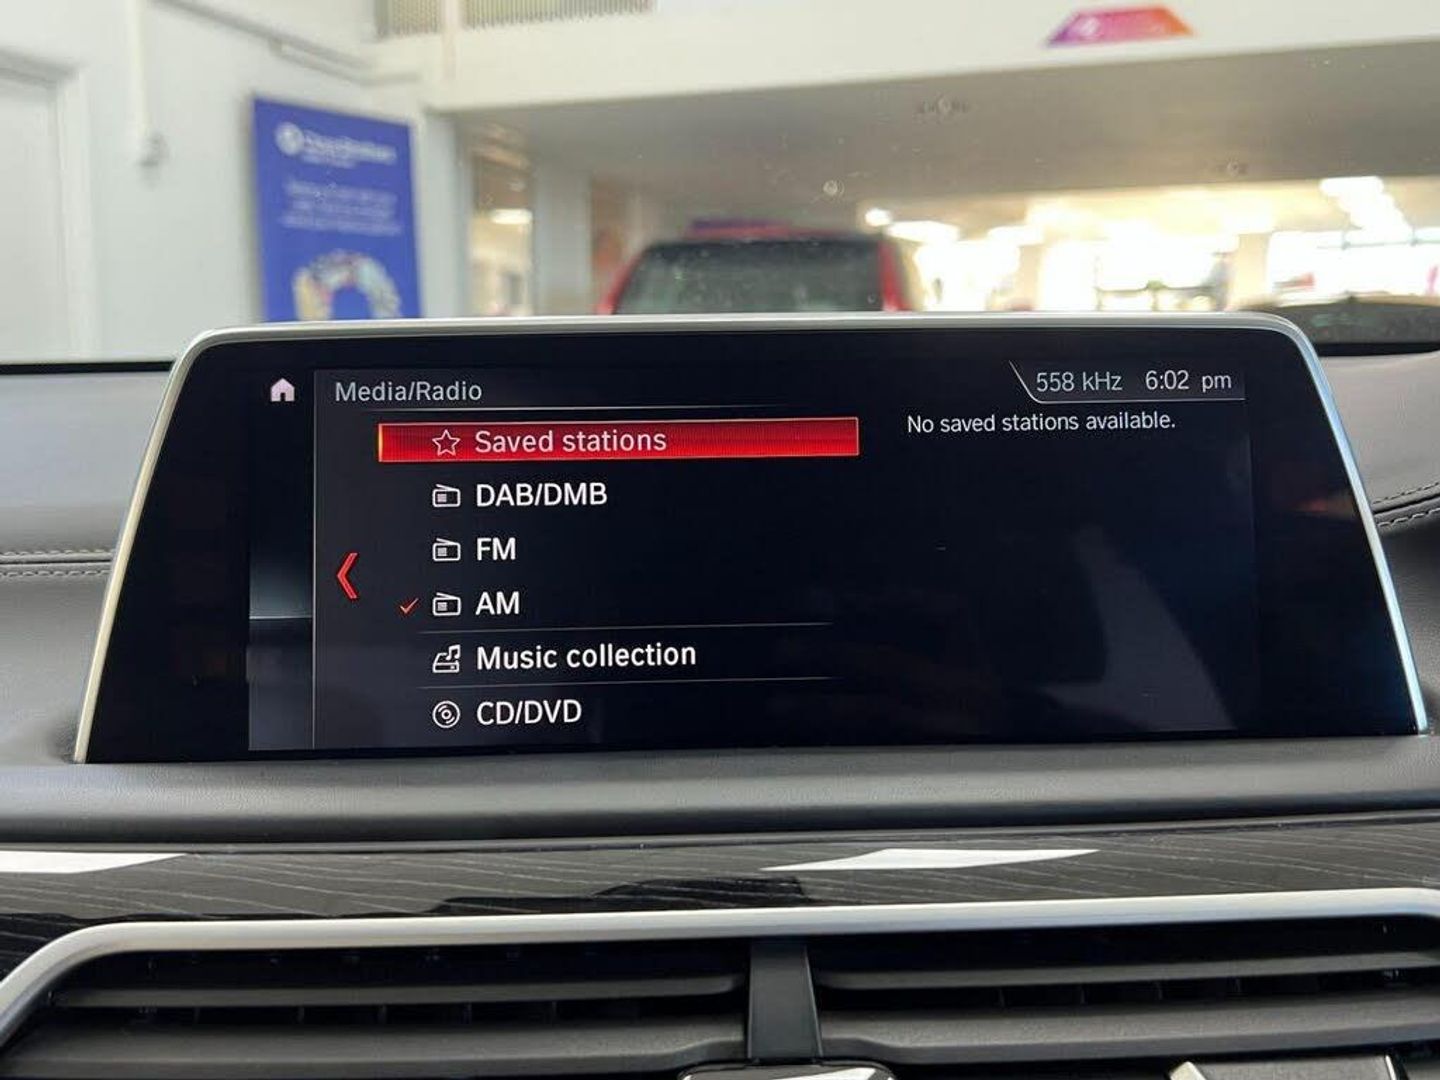 Media/Radio
558 kHz 6:02 pm
Saved stations
No saved stations available.
DAB/DMB
FM
AM
Music collection
CD/DVD